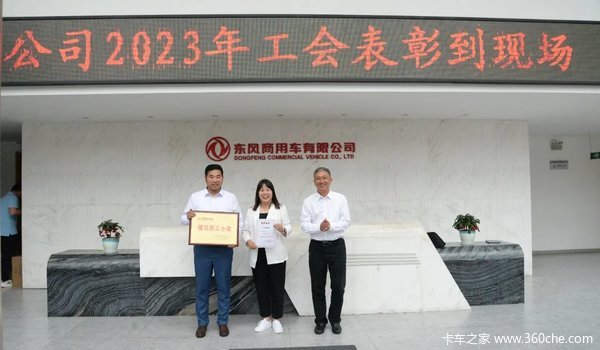 公司2023年工会表彰到现场
东风商用车有限公司
DONGFENG COMMERCIAL VEHICLE CO., LTD
模范职工小家
卡车之家 www.360che.com